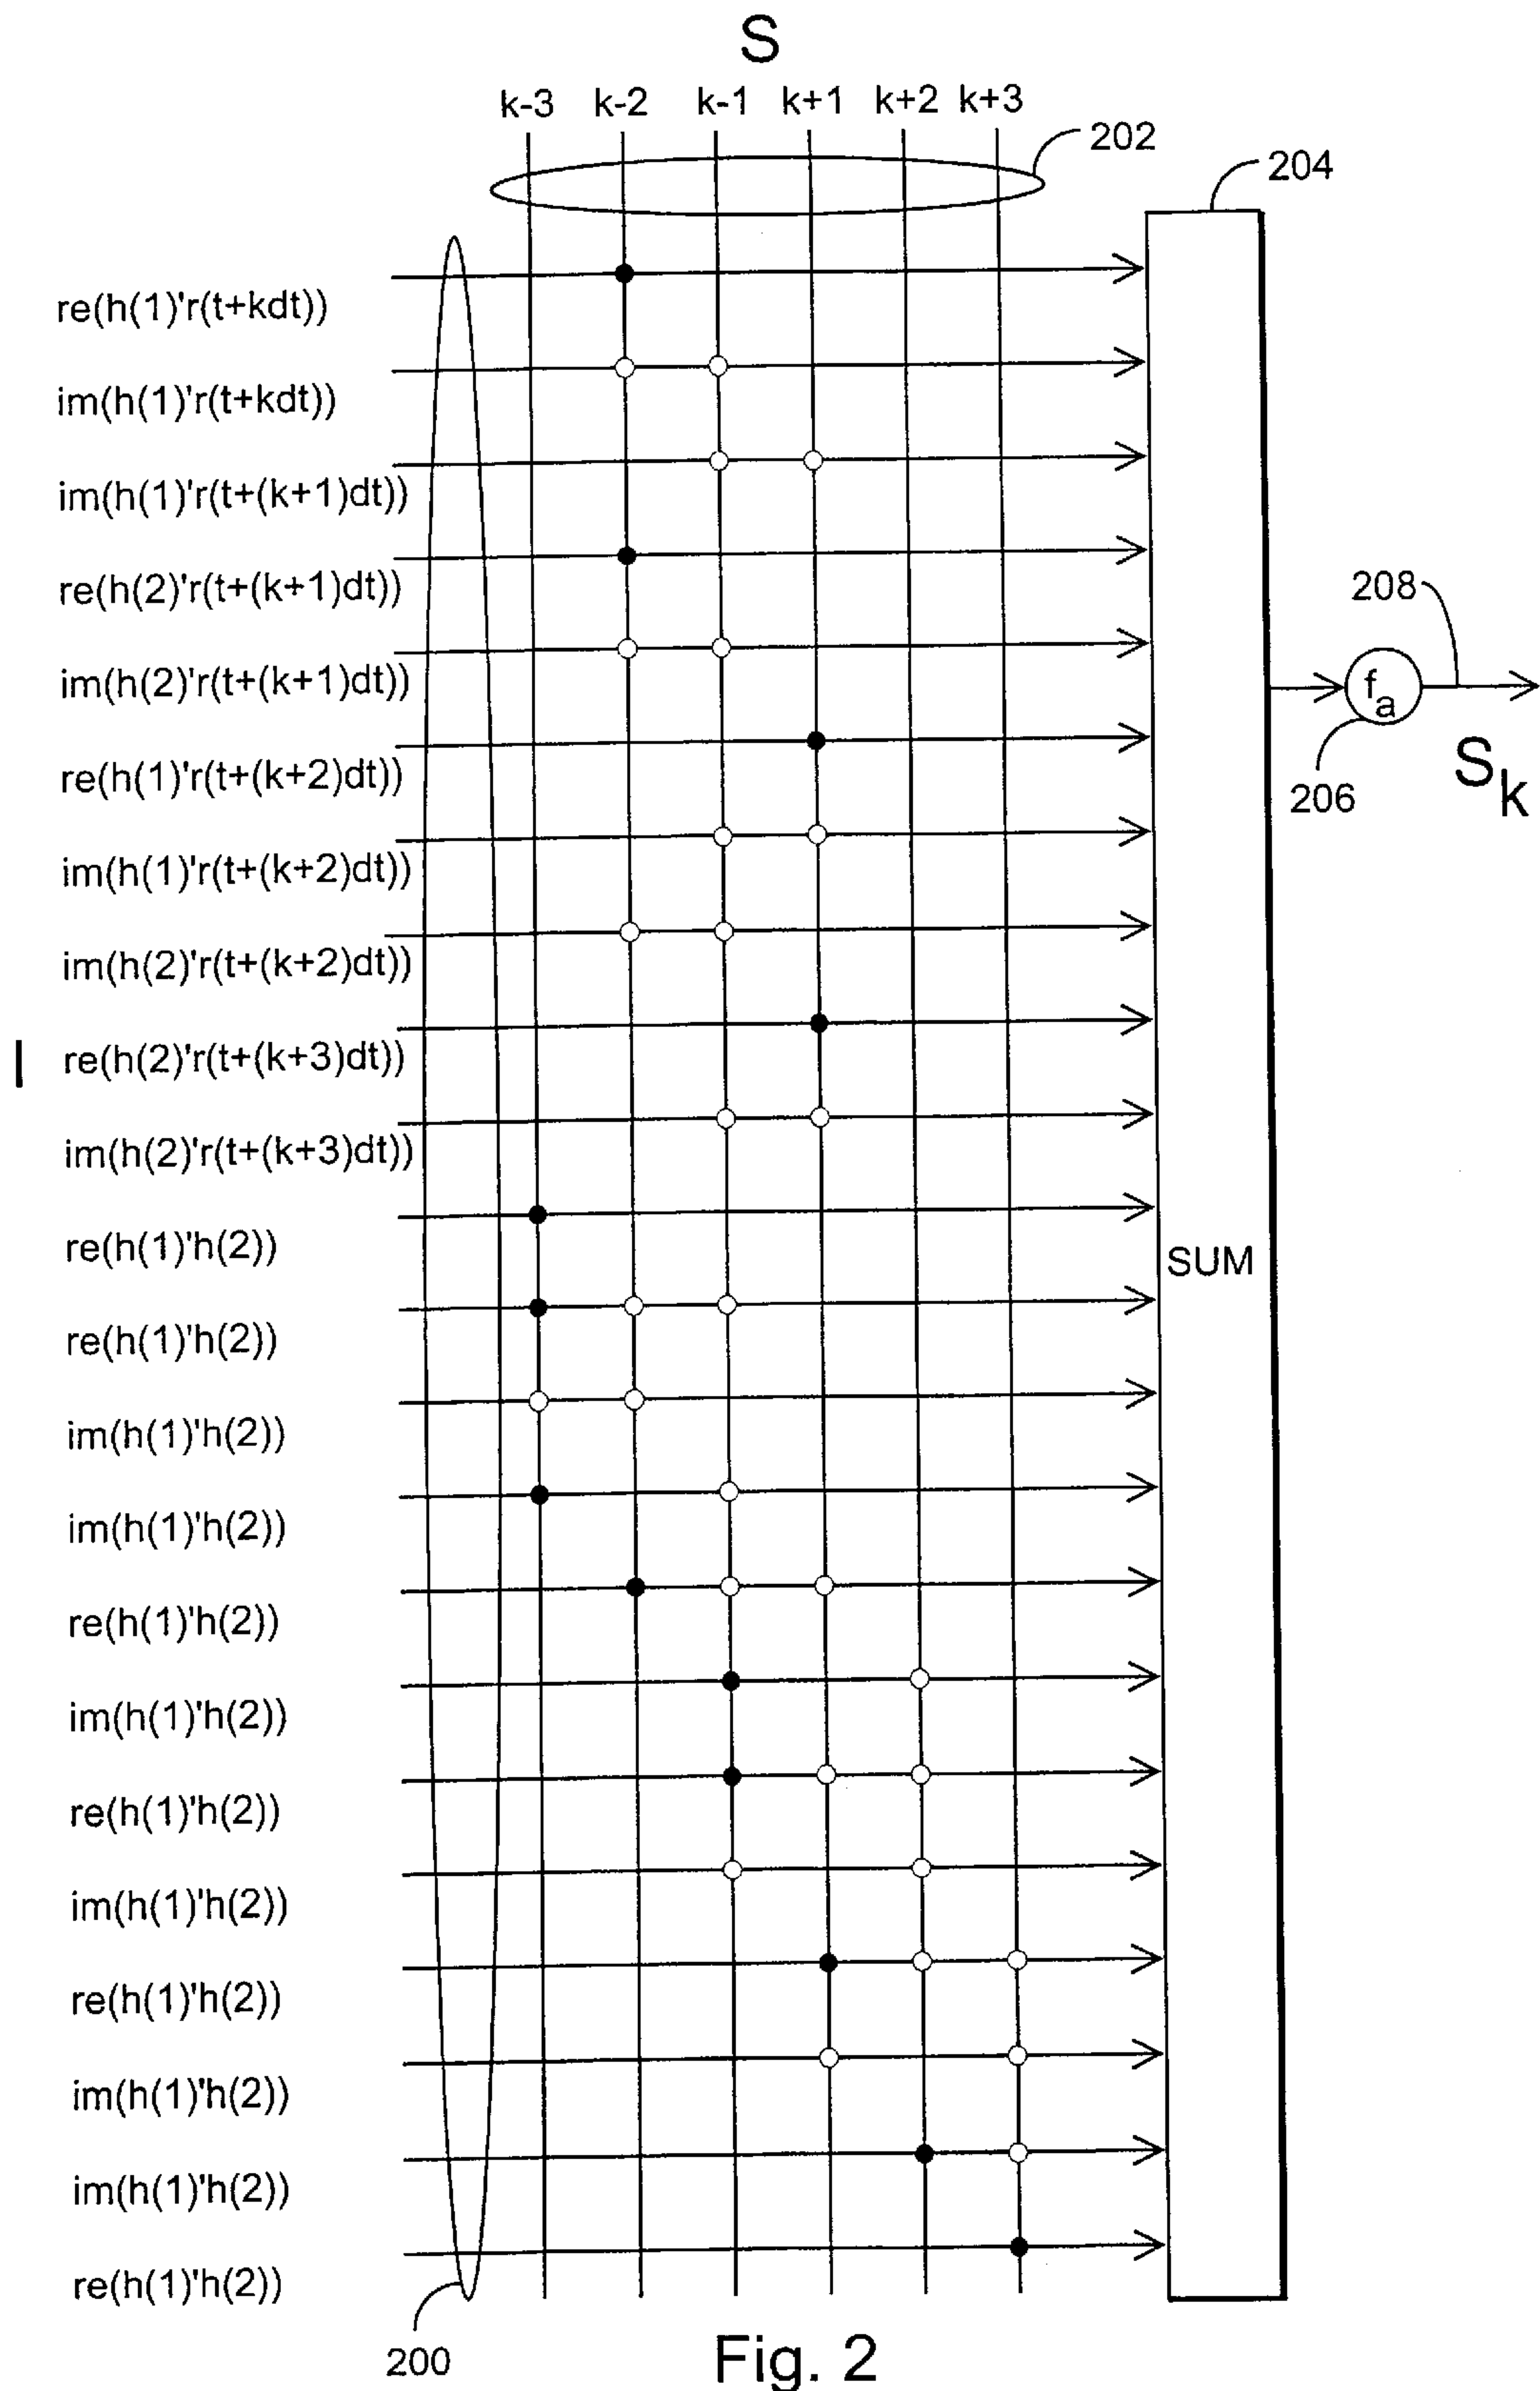 S
k-3 k-2 k-1 k+1 k+2 k+3
202
204
re(h(1)'r(t+kdt))
im(h(1)'r(t+kdt))
im(h(1)'r(t+(k+1)dt))
re(h(2)'r(t+(k+1)dt))
im(h(2)'r(t+(k+1)dt))
re(h(1)'r(t+(k+2)dt))
im(h(1)'r(t+(k+2)dt))
im(h(2)'r(t+(k+2)dt))
I re(h(2)'r(t+(k+3)dt))
im(h(2)'r(t+(k+3)dt))
re(h(1)'h(2))
re(h(1)'h(2))
im(h(1)'h(2))
im(h(1)'h(2))
re(h(1)'h(2))
im(h(1)'h(2))
re(h(1)'h(2))
im(h(1)'h(2))
re(h(1)'h(2))
im(h(1)'h(2))
im(h(1)'h(2))
re(h(1)'h(2))
SUM
208
fa
206
Sk
200
Fig. 2